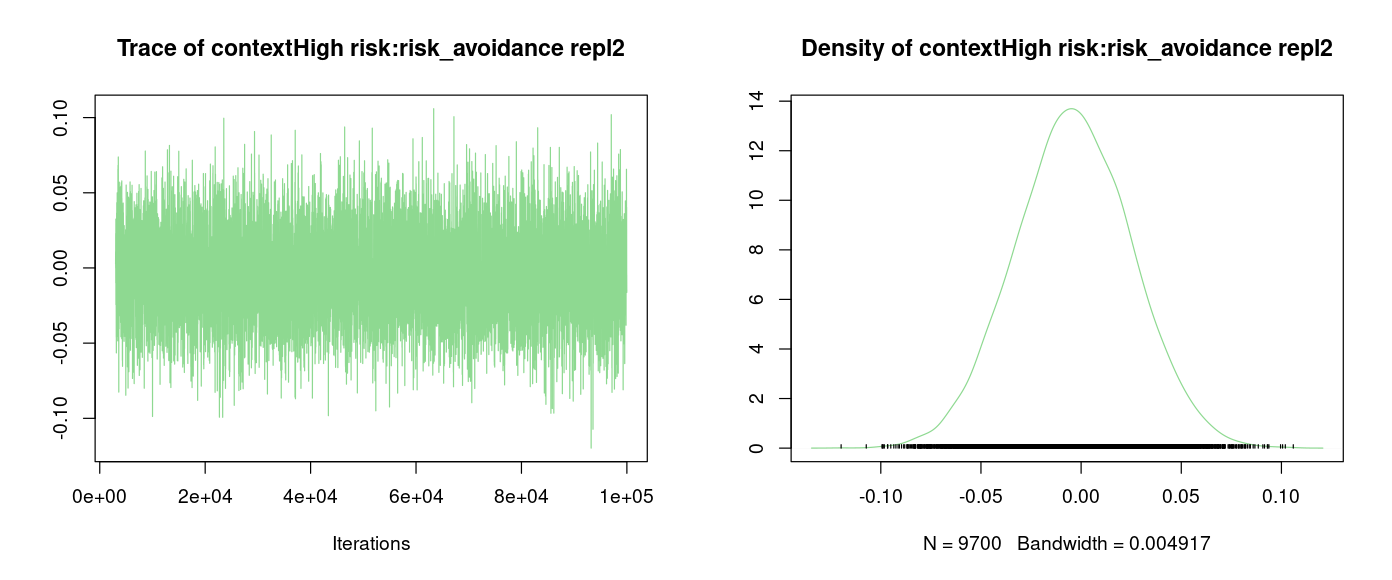 Trace of contextHigh risk:risk_avoidance repl2
0.10
0.05
0.00
-0.05
-0.10
0e+00 2e+04 4e+04 6e+04 8e+04 1e+05
Iterations
Density of contextHigh risk:risk_avoidance repl2
14
12
10
8
6
4
2
0
-0.10 -0.05 0.00 0.05 0.10
N = 9700 Bandwidth = 0.004917